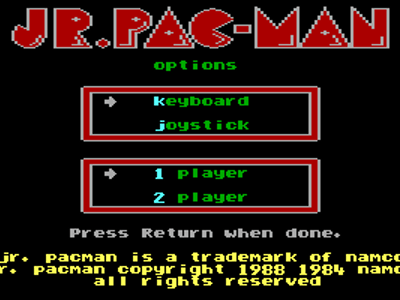 JR. PAC-MAN
options
keyboard
joystick
1 player
2 player
Press Return when done.
jr. pacman is a trademark of namco
r. pacman copyright 1988 1984 namc
all rights reserved